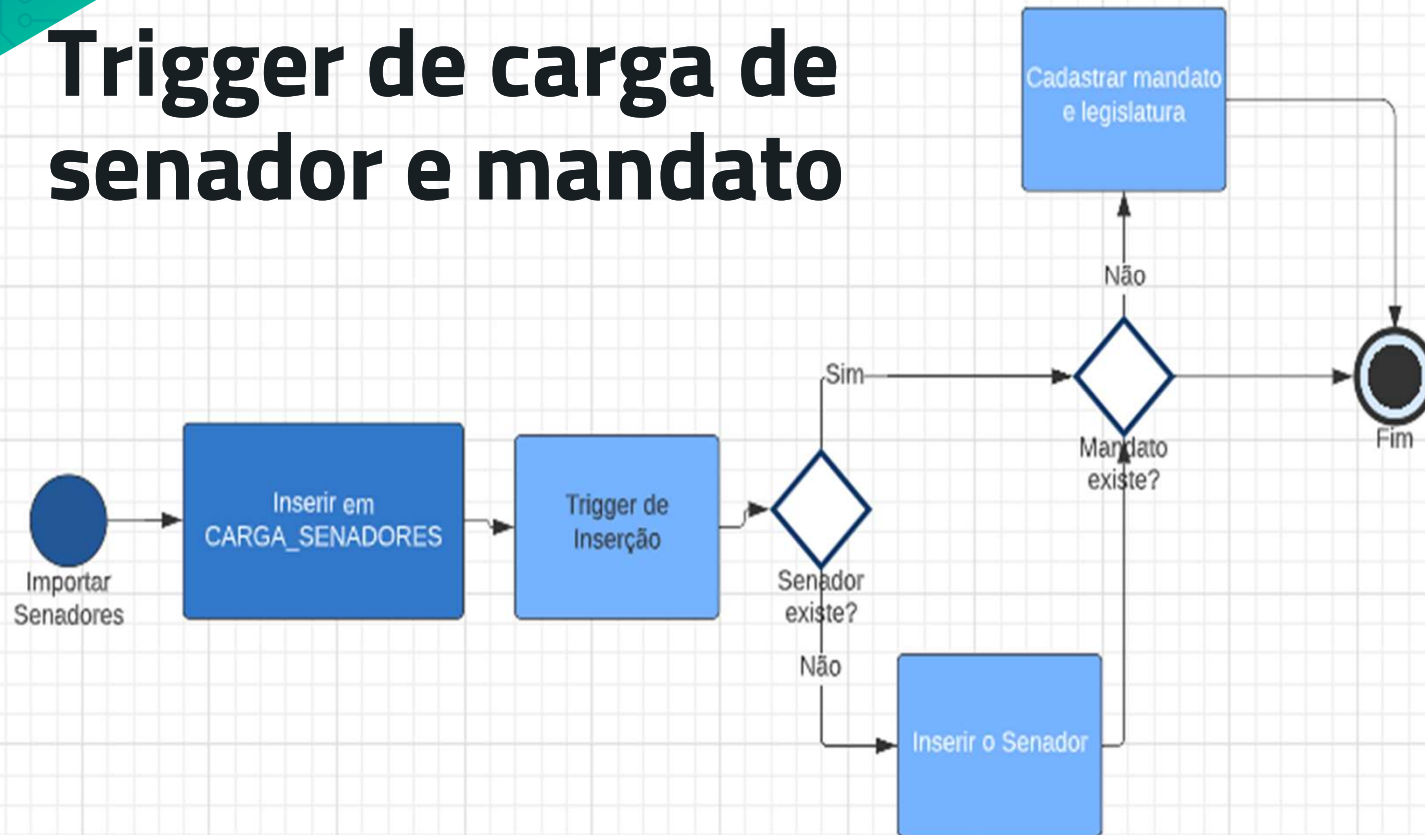 Trigger de carga de
senador e mandato
Cadastrar mandato
e legislatura
Não
Sim
Mandato
existe?
Fim
Inserir em
CARGA_SENADORES
Trigger de
Inserção
Importar
Senadores
Senador
existe?
Não
Inserir o Senador